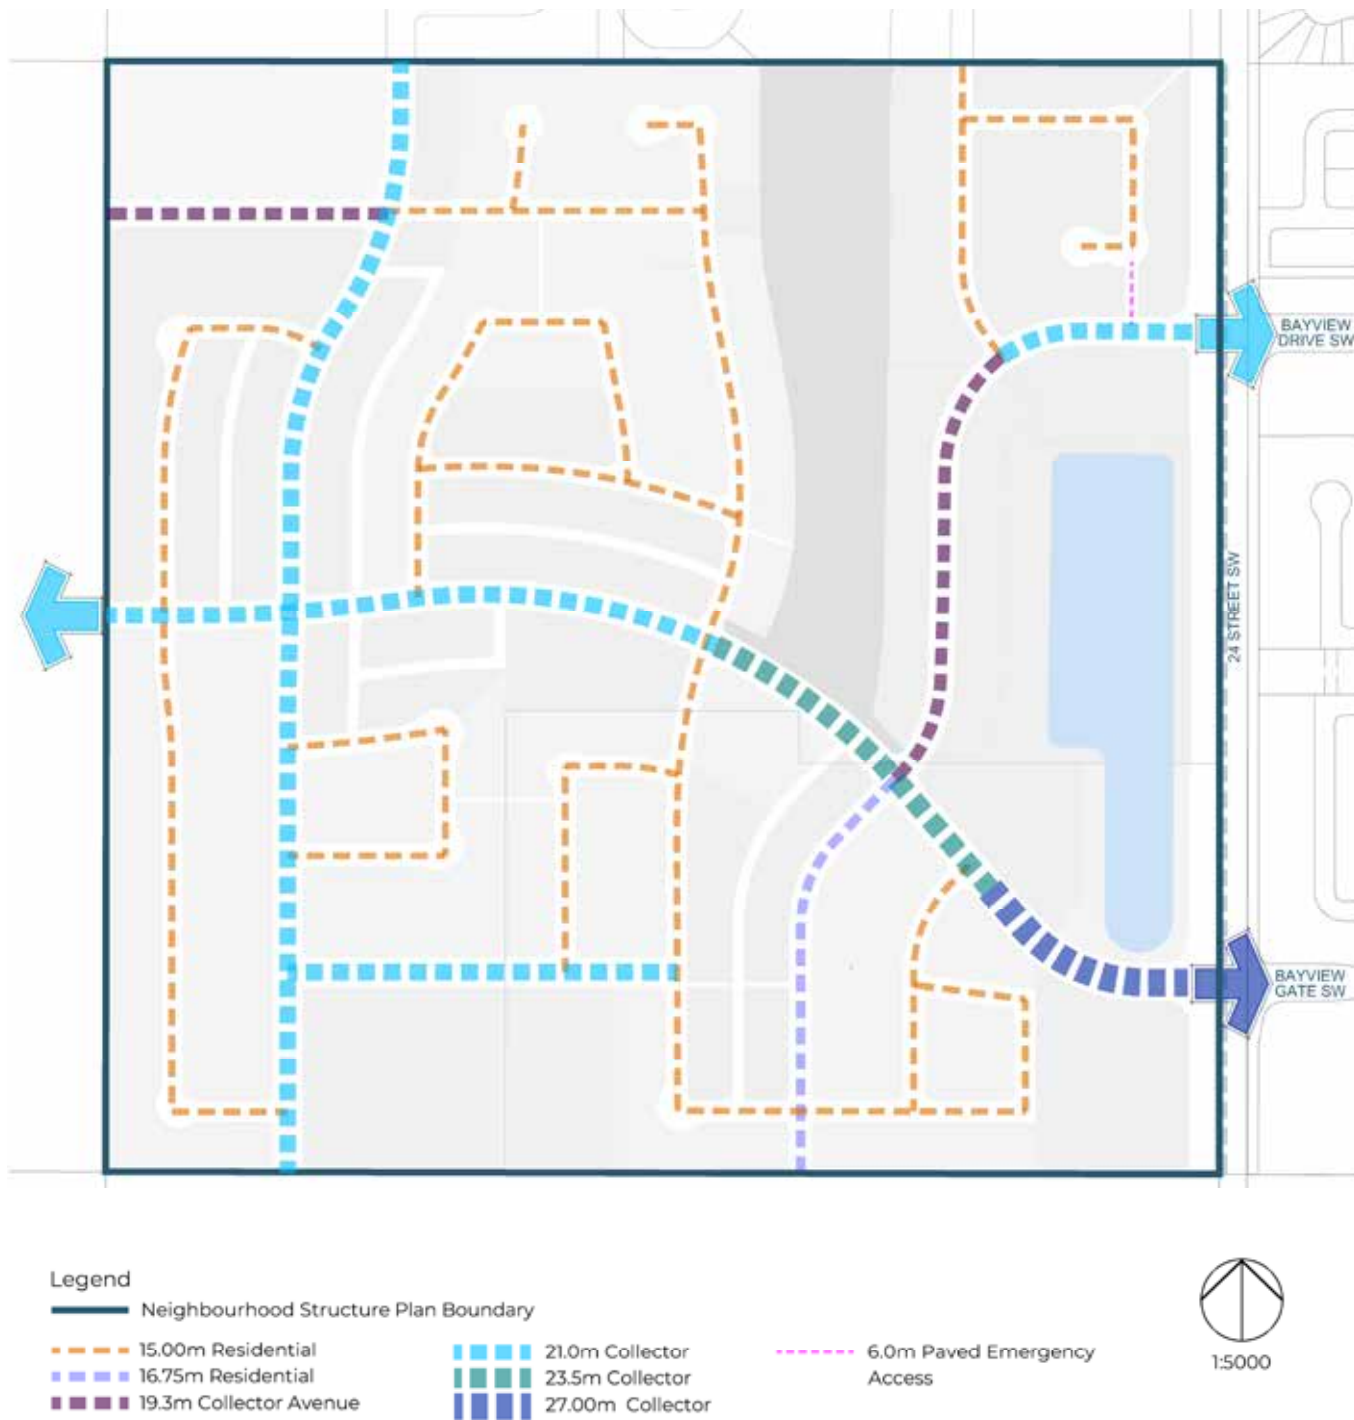 BAYVIEW
DRIVE SW
24 STREET SW
BAYVIEW
GATE SW
Legend
Neighbourhood Structure Plan Boundary
15.00m Residential
16.75m Residential
19.3m Collector Avenue
21.0m Collector
23.5m Collector
27.00m Collector
6.0m Paved Emergency
Access
1:5000